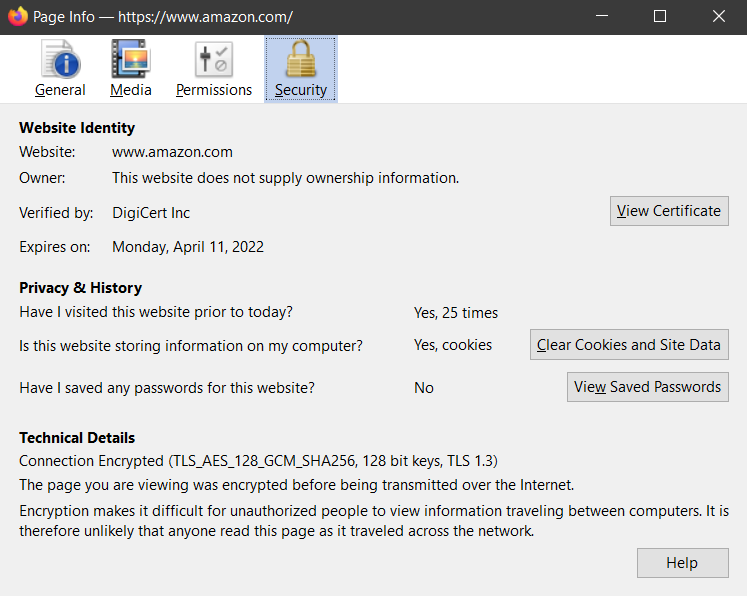 Page Info — https://www.amazon.com/
General Media Permissions Security
Website Identity
Website: www.amazon.com
Owner: This website does not supply ownership information.
Verified by: DigiCert Inc View Certificate
Expires on: Monday, April 11, 2022
Privacy & History
Have I visited this website prior to today? Yes, 25 times
Is this website storing information on my computer? Yes, cookies Clear Cookies and Site Data
Have I saved any passwords for this website? No View Saved Passwords
Technical Details
Connection Encrypted (TLS_AES_128_GCM_SHA256, 128 bit keys, TLS 1.3)
The page you are viewing was encrypted before being transmitted over the Internet.
Encryption makes it difficult for unauthorized people to view information traveling between computers. It is
therefore unlikely that anyone read this page as it traveled across the network.
Help